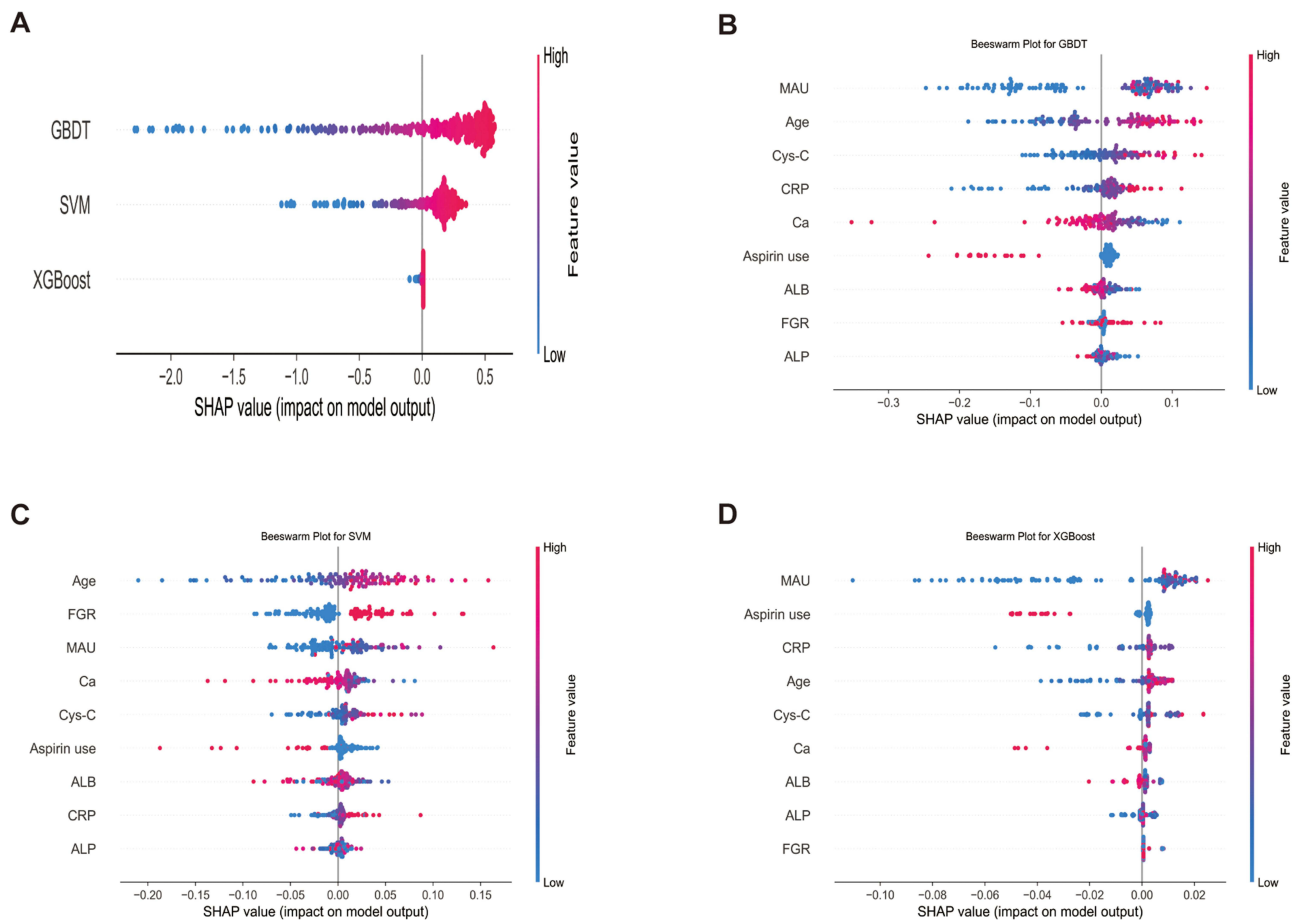 A
GBDT
SVM
XGBoost
−2.0 −1.5 −1.0 −0.5 0.0 0.5
SHAP value (impact on model output)
High
Feature value
Low
B
Beeswarm Plot for GBDT
MAU
Age
Cys-C
CRP
Ca
Aspirin use
ALB
FGR
ALP
−0.3 −0.2 −0.1 0.0 0.1
SHAP value (impact on model output)
High
Feature value
Low
C
Beeswarm Plot for SVM
Age
FGR
MAU
Ca
Cys-C
Aspirin use
ALB
CRP
ALP
−0.20 −0.15 −0.10 −0.05 0.00 0.05 0.10 0.15
SHAP value (impact on model output)
High
Feature value
Low
D
Beeswarm Plot for XGBoost
MAU
Aspirin use
CRP
Age
Cys-C
Ca
ALB
ALP
FGR
−0.10 −0.08 −0.06 −0.04 −0.02 0.00 0.02
SHAP value (impact on model output)
High
Feature value
Low